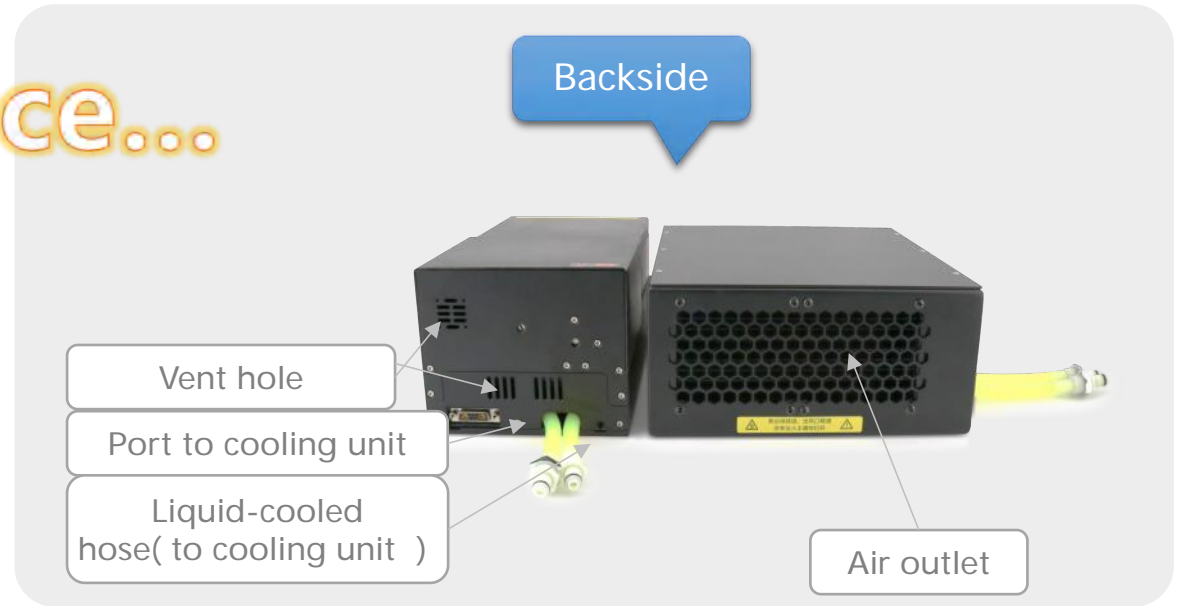 Backside
ce...
Vent hole
Port to cooling unit
Liquid-cooled
hose( to cooling unit )
Air outlet